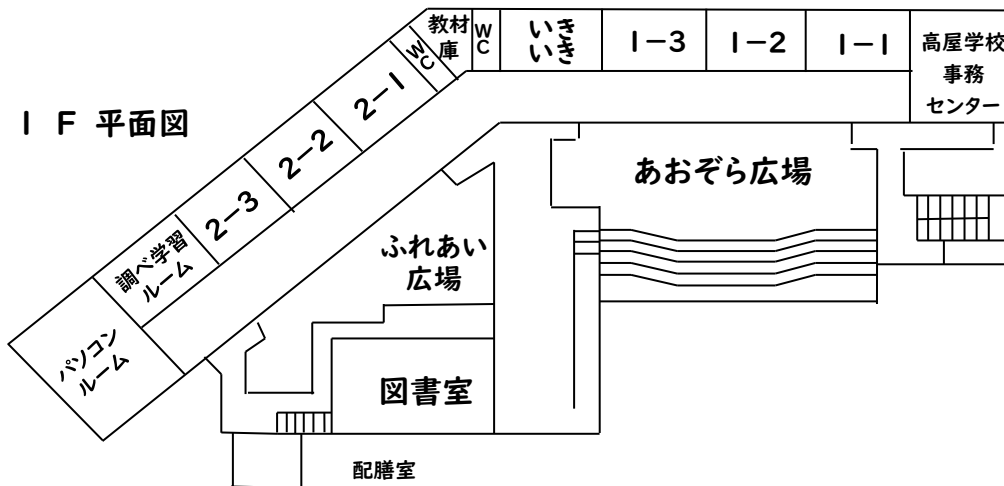 1 F 平面図
教材
庫
WC
いき
いき
1-3
1-2
1-1
高屋学校
事務
センター
WC
2-1
2-2
2-3
調べ学習
ルーム
パソコン
ルーム
あおぞら広場
ふれあい
広場
図書室
配膳室